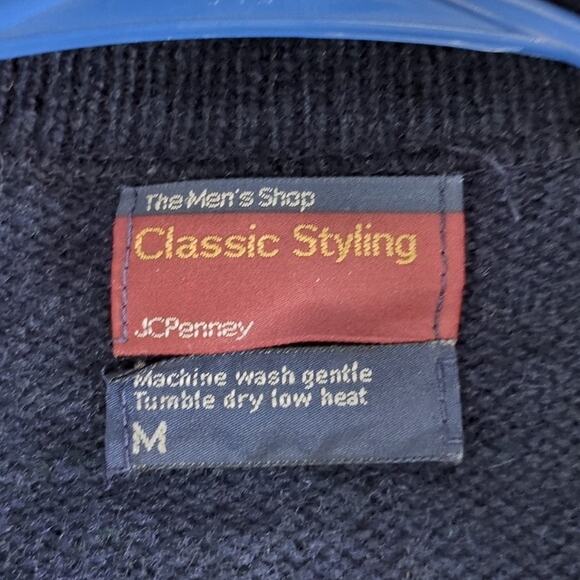 The Men's Shop
Classic Styling
JCPenney
Machine wash gentle
Tumble dry low heat
M